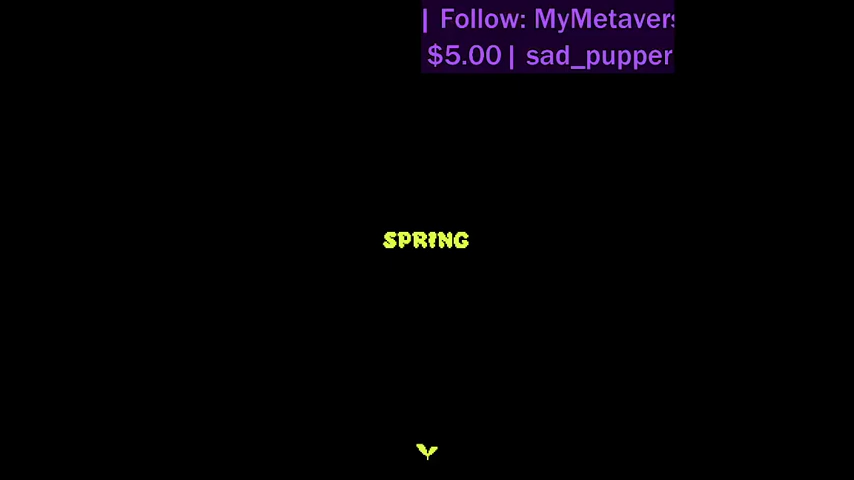 | Follow: MyMetavers
$5.00 | sad_pupper
SPRING